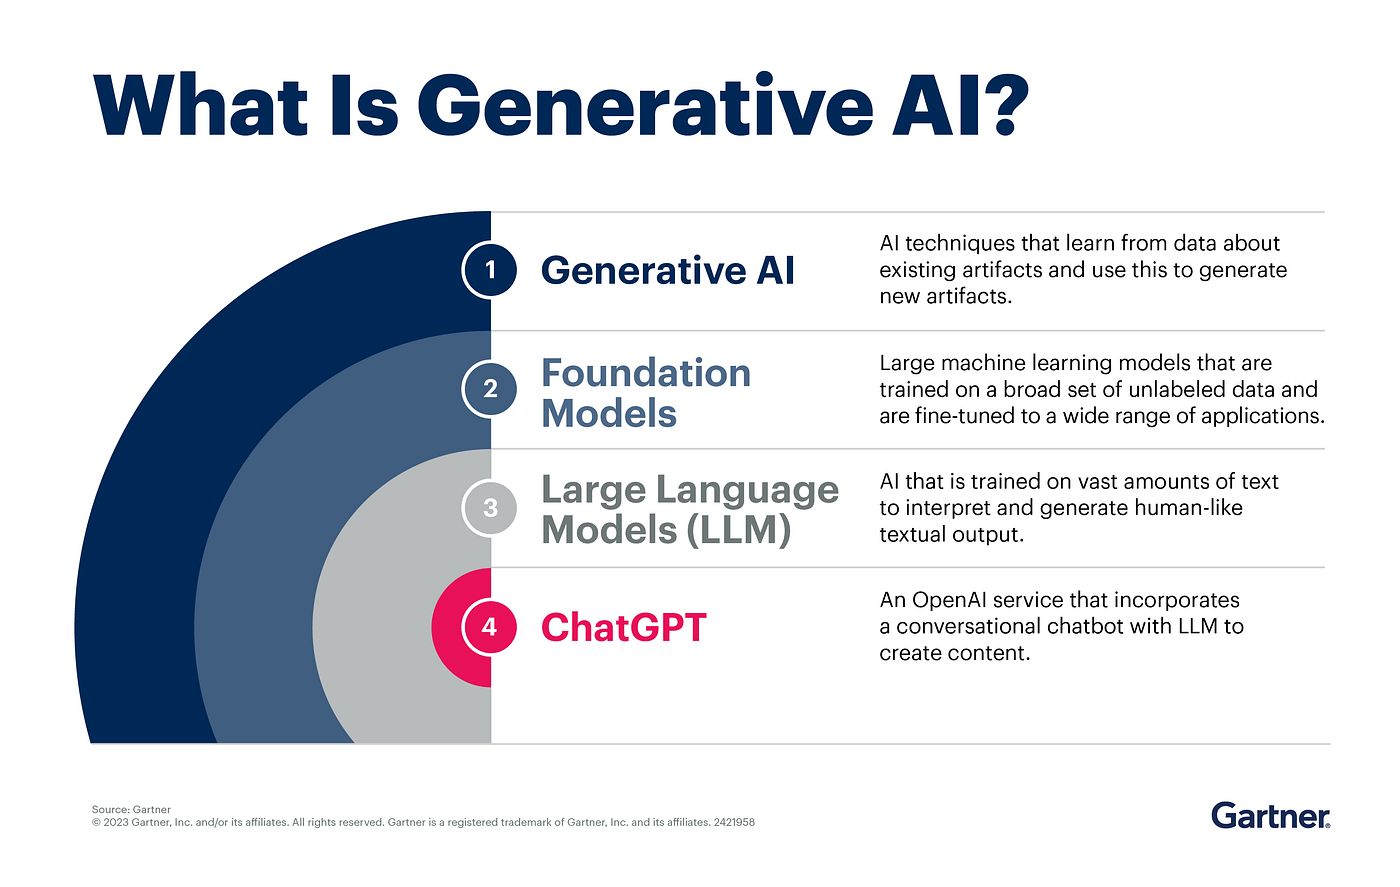 What Is Generative AI?
1
Generative AI
AI techniques that learn from data about
existing artifacts and use this to generate
new artifacts.
2
Foundation
Models
Large machine learning models that are
trained on a broad set of unlabeled data and
are fine-tuned to a wide range of applications.
3
Large Language
Models (LLM)
AI that is trained on vast amounts of text
to interpret and generate human-like
textual output.
4
ChatGPT
An OpenAI service that incorporates
a conversational chatbot with LLM to
create content.
Source: Gartner
© 2023 Gartner, Inc. and/or its affiliates. All rights reserved. Gartner is a registered trademark of Gartner, Inc. and its affiliates. 2421958
Gartner®